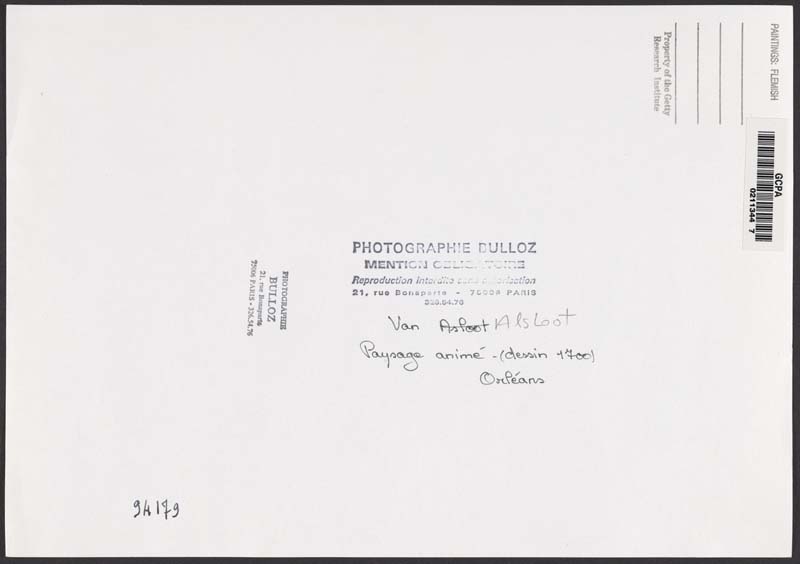 PAINTINGS: FLEMISH
Property of the Getty
Research Institute
GCPA
0211344 7
PHOTOGRAPHIE BULLOZ
MENTION OBLIGATOIRE
Reproduction interdite sans autorisation
21, rue Bonaparte - 75006 PARIS
326.54.76
PHOTOGRAPHIE
BULLOZ
21, rue Bonaparte
75006 PARIS - 326.54.76
Van Asloot Alsloot
Paysage animé - (dessin 1700)
Orléans
94179